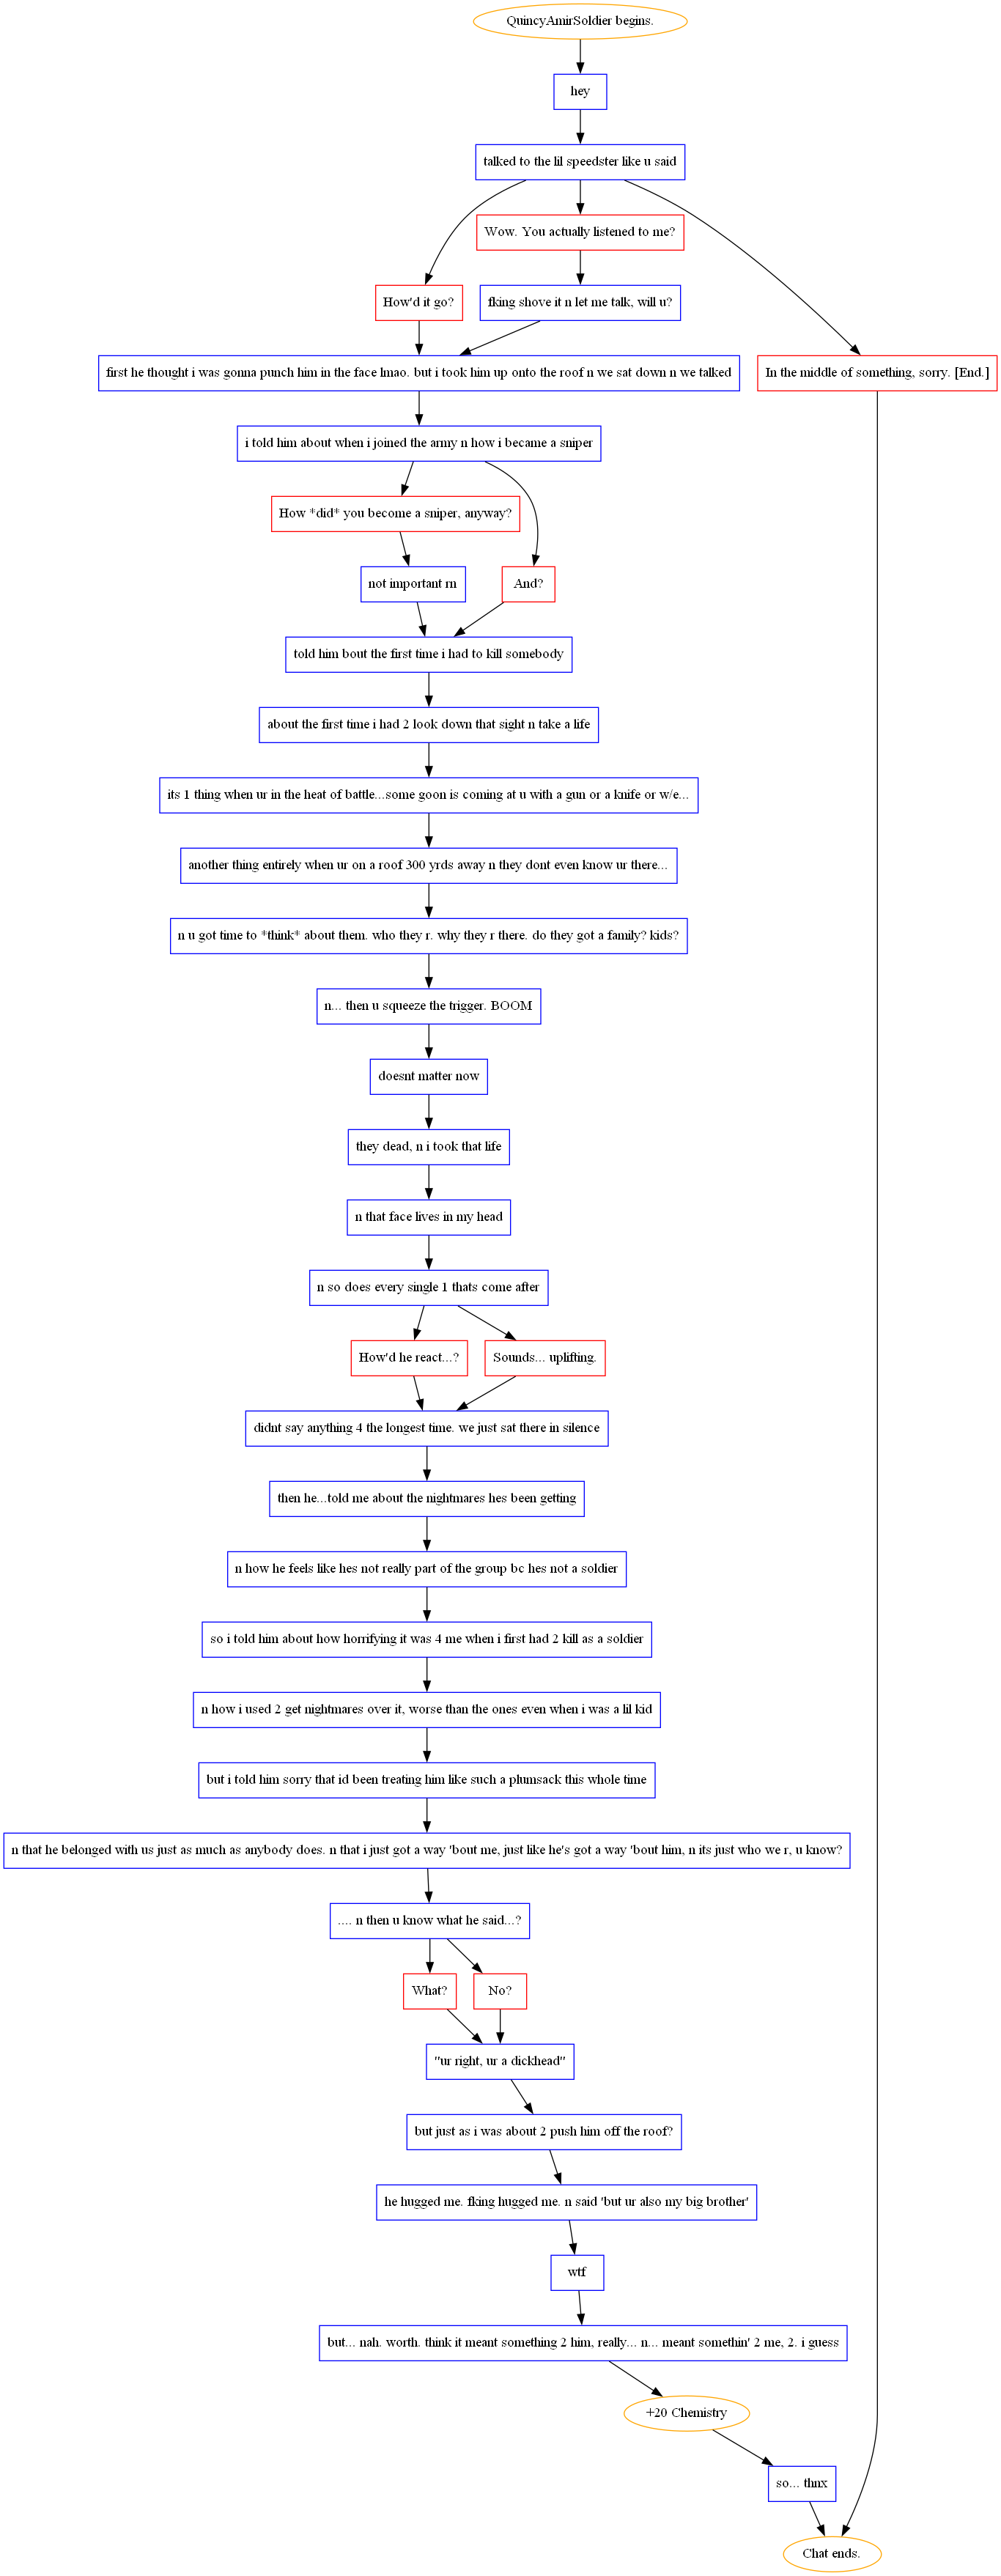 QuincyAmirSoldier begins.
hey
talked to the lil speedster like u said
Wow. You actually listened to me?
How'd it go?
fking shove it n let me talk, will u?
first he thought i was gonna punch him in the face lmao. but i took him up onto the roof n we sat down n we talked
In the middle of something, sorry. [End.]
i told him about when i joined the army n how i became a sniper
How *did* you become a sniper, anyway?
not important rn
And?
told him bout the first time i had to kill somebody
about the first time i had 2 look down that sight n take a life
its 1 thing when ur in the heat of battle...some goon is coming at u with a gun or a knife or w/e...
another thing entirely when ur on a roof 300 yrds away n they dont even know ur there...
n u got time to *think* about them. who they r. why they r there. do they got a family? kids?
n... then u squeeze the trigger. BOOM
doesnt matter now
they dead, n i took that life
n that face lives in my head
n so does every single 1 thats come after
How'd he react...?
Sounds... uplifting.
didnt say anything 4 the longest time. we just sat there in silence
then he...told me about the nightmares hes been getting
n how he feels like hes not really part of the group bc hes not a soldier
so i told him about how horrifying it was 4 me when i first had 2 kill as a soldier
n how i used 2 get nightmares over it, worse than the ones even when i was a lil kid
but i told him sorry that id been treating him like such a plumsack this whole time
n that he belonged with us just as much as anybody does. n that i just got a way 'bout me, just like he's got a way 'bout him, n its just who we r, u know?
.... n then u know what he said...?
What?
No?
"ur right, ur a dickhead"
but just as i was about 2 push him off the roof?
he hugged me. fking hugged me. n said 'but ur also my big brother'
wtf
but... nah. worth. think it meant something 2 him, really... n... meant somethin' 2 me, 2. i guess
+20 Chemistry
so... thnx
Chat ends.